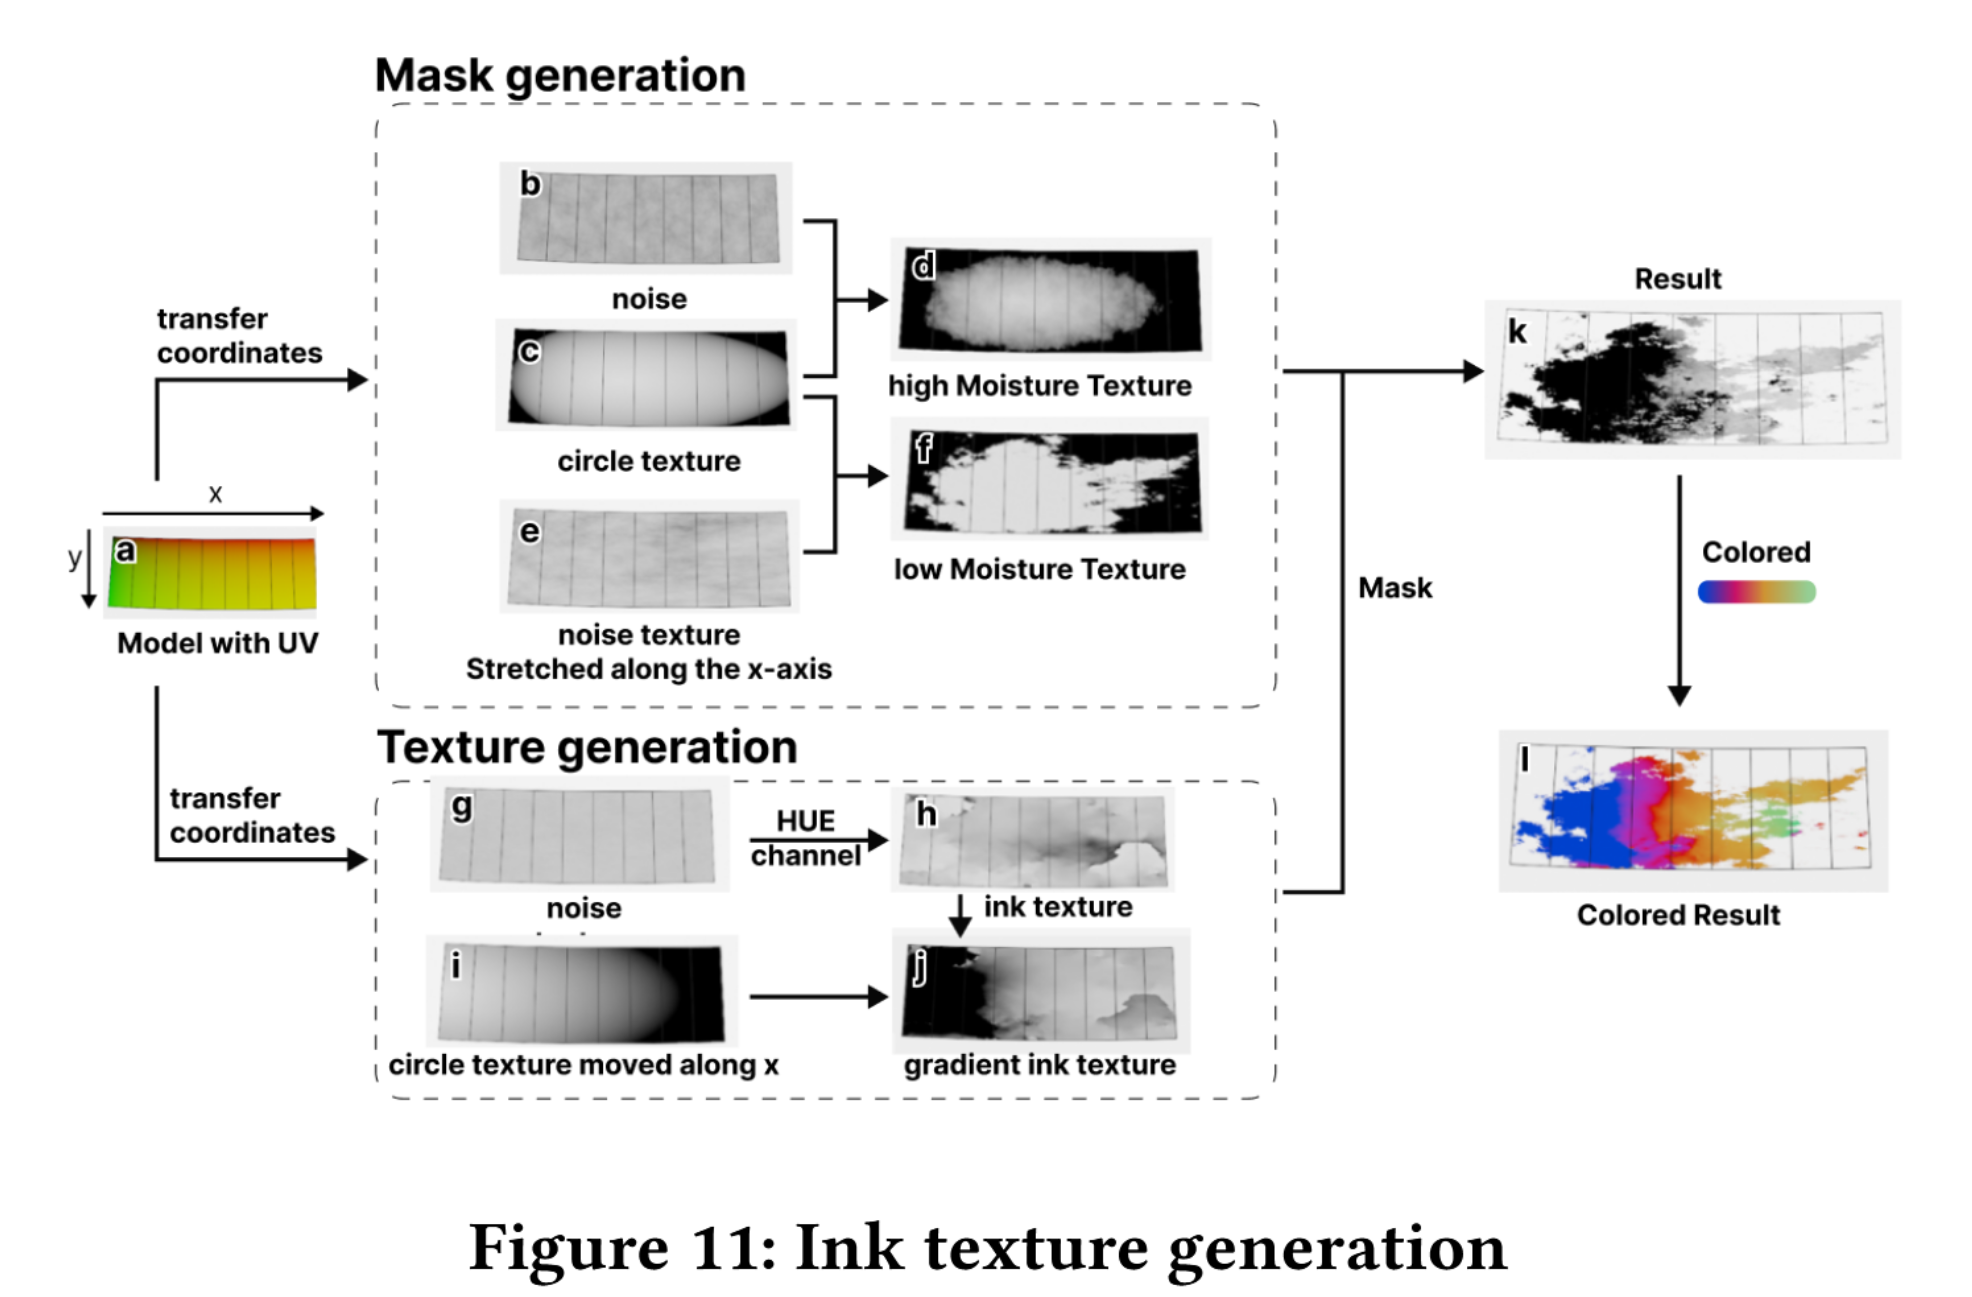 Mask generation
b
noise
c
circle texture
e
noise texture
Stretched along the x-axis
d
high Moisture Texture
f
low Moisture Texture
transfer
coordinates
x
y
a
Model with UV
transfer
coordinates
Texture generation
g
noise
HUE
channel
h
ink texture
i
circle texture moved along x
j
gradient ink texture
Mask
Result
k
Colored
l
Colored Result
Figure 11: Ink texture generation